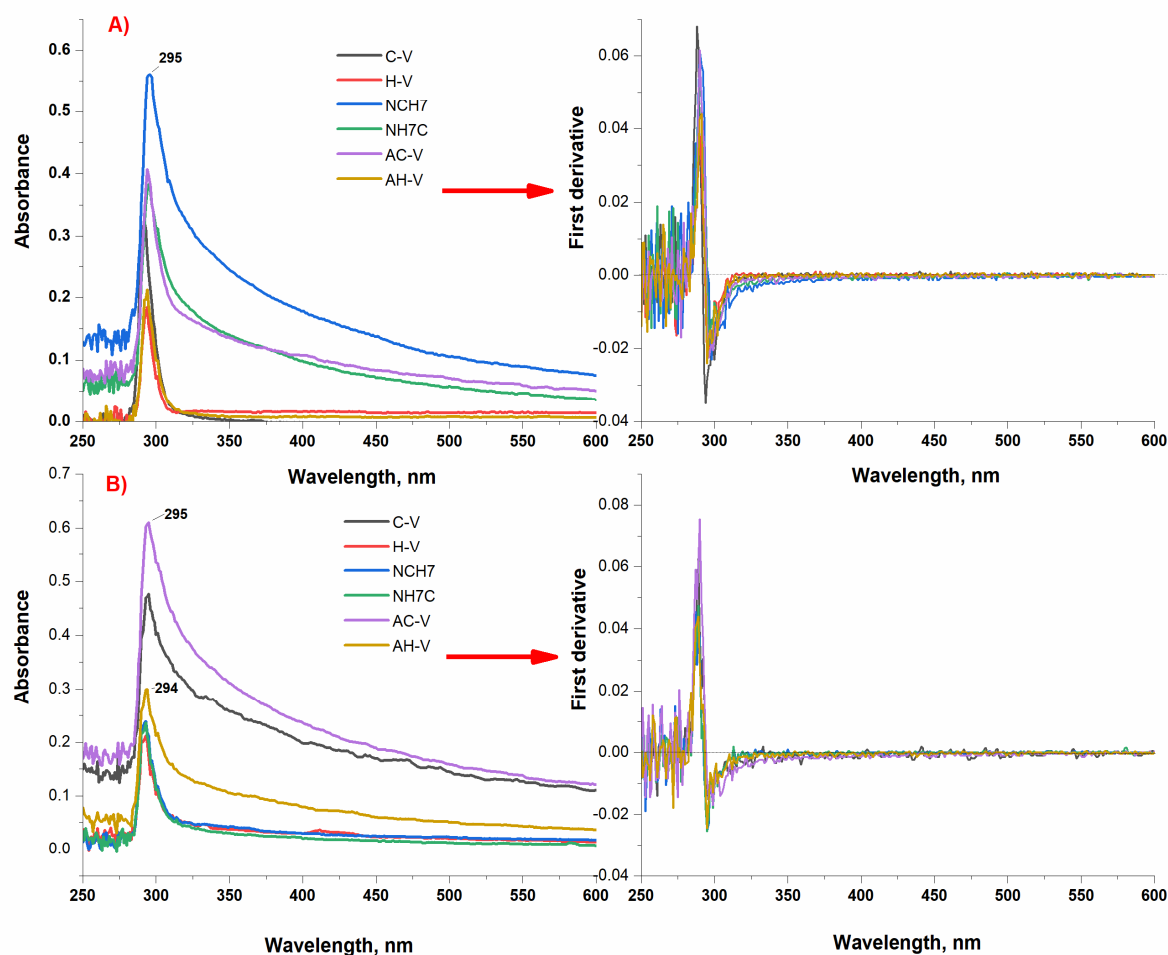 A)
295
C-V
H-V
NCH7
NH7C
AC-V
AH-V
Absorbance
0.6
0.5
0.4
0.3
0.2
0.1
0.0
250 300 350 400 450 500 550 600
Wavelength, nm
First derivative
0.06
0.04
0.02
0.00
-0.02
-0.04
250 300 350 400 450 500 550 600
Wavelength, nm
B)
295
294
C-V
H-V
NCH7
NH7C
AC-V
AH-V
Absorbance
0.7
0.6
0.5
0.4
0.3
0.2
0.1
0.0
250 300 350 400 450 500 550 600
Wavelength, nm
First derivative
0.08
0.06
0.04
0.02
0.00
-0.02
-0.04
250 300 350 400 450 500 550 600
Wavelength, nm